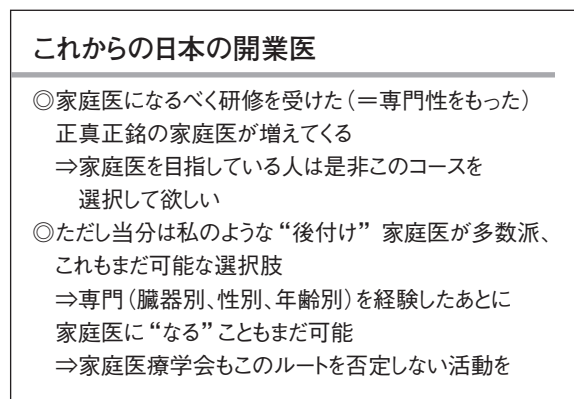 これからの日本の開業医
◎家庭医になるべく研修を受けた（＝専門性をもった）
正真正銘の家庭医が増えてくる
⇒家庭医を目指している人は是非このコースを
選択して欲しい
◎ただし当分は私のような“後付け”家庭医が多数派、
これもまだ可能な選択肢
⇒専門（臓器別、性別、年齢別）を経験したあとに
家庭医に“なる”こともまだ可能
⇒家庭医療学会もこのルートを否定しない活動を